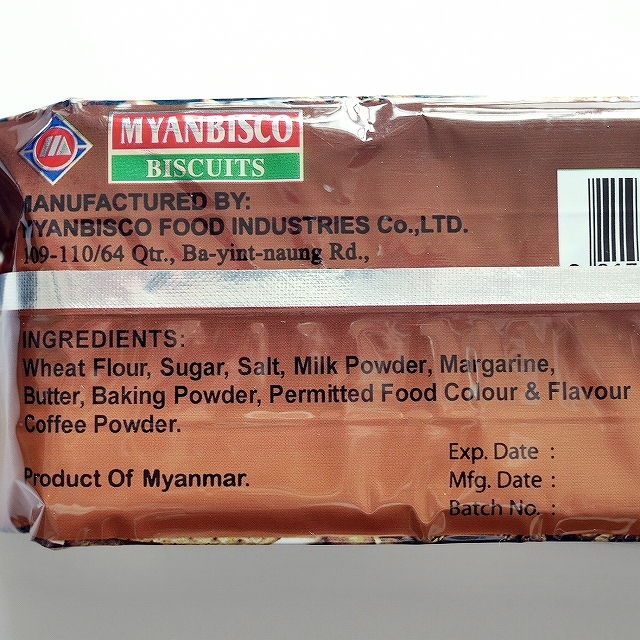 MYANBISCO
BISCUITS
MANUFACTURED BY:
MYANBISCO FOOD INDUSTRIES Co.,LTD.
109-110/64 Qtr., Ba-yint-naung Rd.,
INGREDIENTS:
Wheat Flour, Sugar, Salt, Milk Powder, Margarine,
Butter, Baking Powder, Permitted Food Colour & Flavour
Coffee Powder.
Product Of Myanmar.
Exp. Date :
Mfg. Date :
Batch No. :